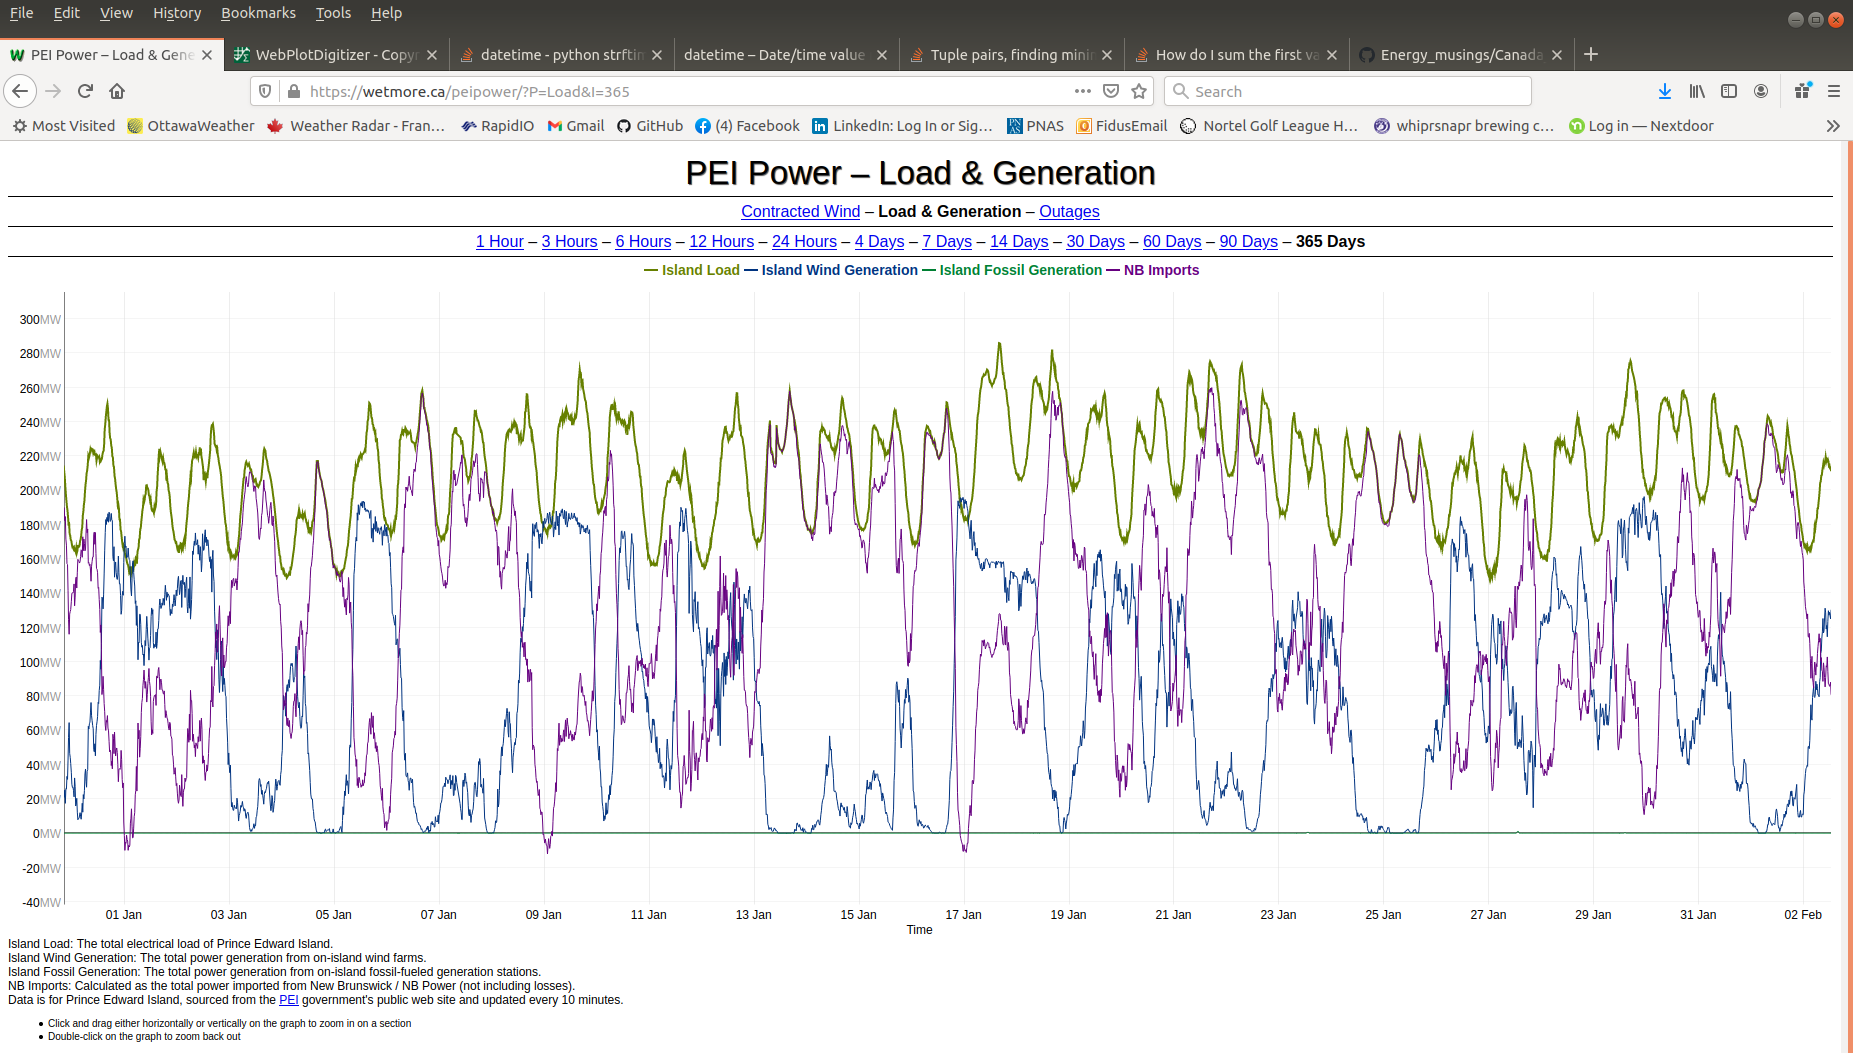 File Edit View History Bookmarks Tools Help
PEI Power – Load & Gene
WebPlotDigitizer - Copyr
datetime - python strftim
datetime – Date/time value
Tuple pairs, finding minim
How do I sum the first va
Energy_musings/Canada
https://wetmore.ca/peipower/?P=Load&I=365
Search
Most Visited OttawaWeather Weather Radar - Fran… RapidIO Gmail GitHub (4) Facebook LinkedIn: Log In or Sig… PNAS FidusEmail Nortel Golf League H… whiprsnapr brewing c… Log in — Nextdoor
PEI Power – Load & Generation
Contracted Wind – Load & Generation – Outages
1 Hour – 3 Hours – 6 Hours – 12 Hours – 24 Hours – 4 Days – 7 Days – 14 Days – 30 Days – 60 Days – 90 Days – 365 Days
Island Load Island Wind Generation Island Fossil Generation NB Imports
300MW
280MW
260MW
240MW
220MW
200MW
180MW
160MW
140MW
120MW
100MW
80MW
60MW
40MW
20MW
0MW
-20MW
-40MW
01 Jan 03 Jan 05 Jan 07 Jan 09 Jan 11 Jan 13 Jan 15 Jan 17 Jan 19 Jan 21 Jan 23 Jan 25 Jan 27 Jan 29 Jan 31 Jan 02 Feb
Time
Island Load: The total electrical load of Prince Edward Island.
Island Wind Generation: The total power generation from on-island wind farms.
Island Fossil Generation: The total power generation from on-island fossil-fueled generation stations.
NB Imports: Calculated as the total power imported from New Brunswick / NB Power (not including losses).
Data is for Prince Edward Island, sourced from the PEI government's public web site and updated every 10 minutes.
Click and drag either horizontally or vertically on the graph to zoom in on a section
Double-click on the graph to zoom back out